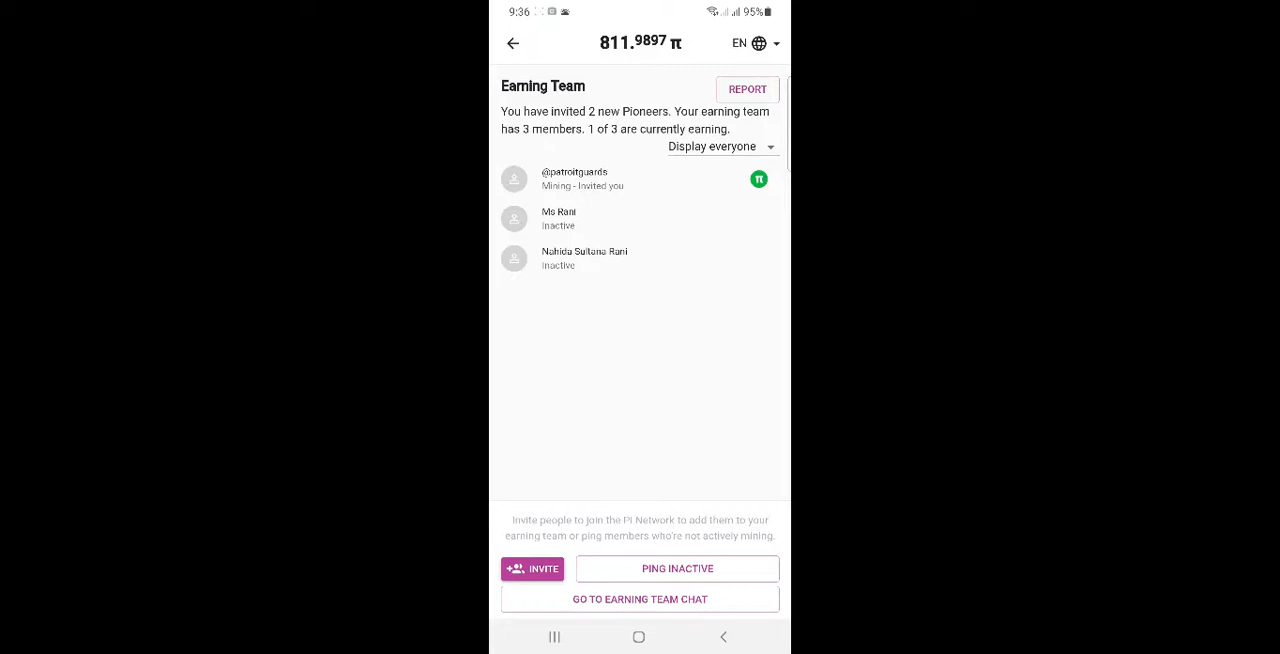 9:36 95%
811.9897 π EN
Earning Team REPORT
You have invited 2 new Pioneers. Your earning team
has 3 members. 1 of 3 are currently earning.
Display everyone
@patroitguards
Mining - Invited you
π
Ms Rani
Inactive
Nahida Sultana Rani
Inactive
Invite people to join the Pi Network to add them to your
earning team or ping members who're not actively mining.
INVITE PING INACTIVE
GO TO EARNING TEAM CHAT